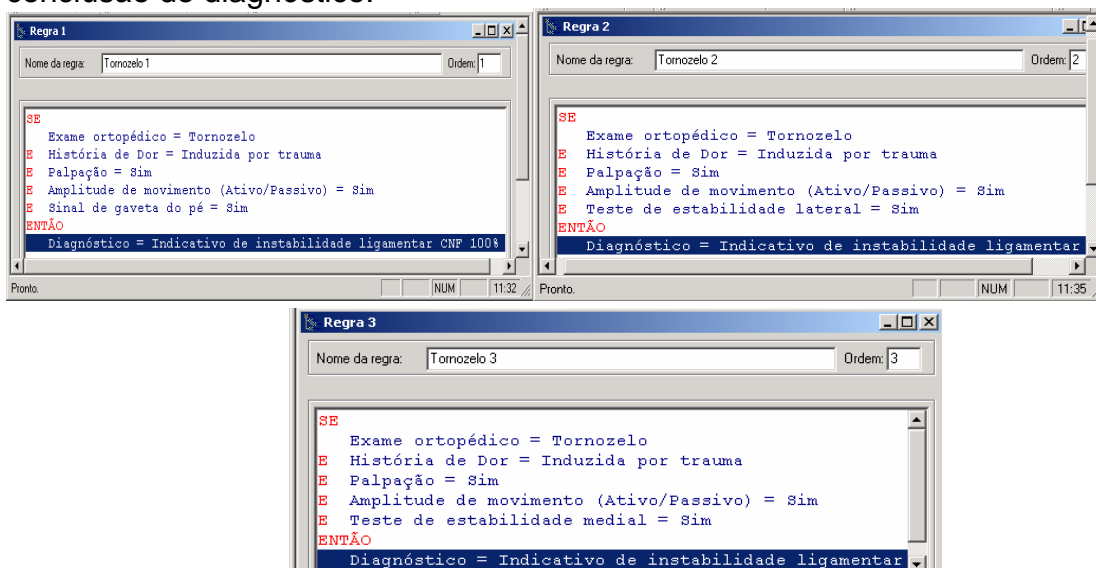 conclusão do diagnóstico.
Regra 1
Nome da regra: Tornozelo 1 Ordem: 1
SE
Exame ortopédico = Tornozelo
E História de Dor = Induzida por trauma
E Palpação = Sim
E Amplitude de movimento (Ativo/Passivo) = Sim
E Sinal de gaveta do pé = Sim
ENTÃO
Diagnóstico = Indicativo de instabilidade ligamentar CNF 100%
Pronto. NUM 11:32
Regra 2
Nome da regra: Tornozelo 2 Ordem: 2
SE
Exame ortopédico = Tornozelo
E História de Dor = Induzida por trauma
E Palpação = Sim
E Amplitude de movimento (Ativo/Passivo) = Sim
E Teste de estabilidade lateral = Sim
ENTÃO
Diagnóstico = Indicativo de instabilidade ligamentar
Pronto. NUM 11:35
Regra 3
Nome da regra: Tornozelo 3 Ordem: 3
SE
Exame ortopédico = Tornozelo
E História de Dor = Induzida por trauma
E Palpação = Sim
E Amplitude de movimento (Ativo/Passivo) = Sim
E Teste de estabilidade medial = Sim
ENTÃO
Diagnóstico = Indicativo de instabilidade ligamentar